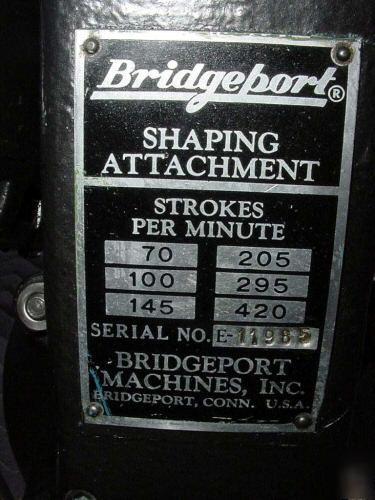 Bridgeport®
SHAPING
ATTACHMENT
STROKES
PER MINUTE
70 205
100 295
145 420
SERIAL NO. E-11985
BRIDGEPORT
MACHINES, INC.
BRIDGEPORT, CONN. U.S.A.